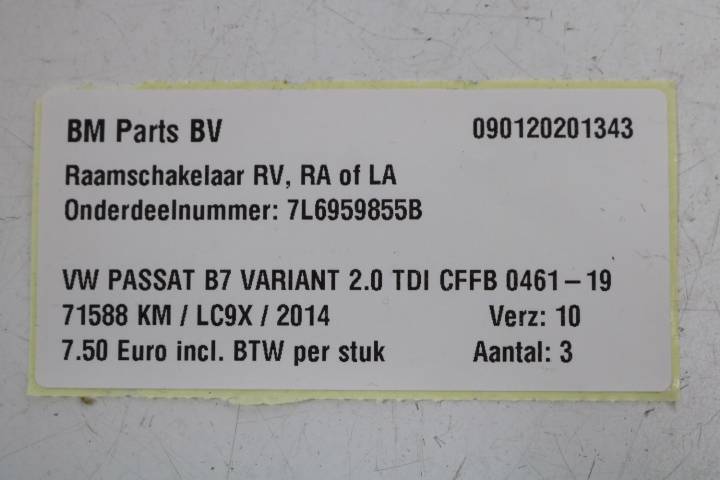 BM Parts BV 090120201343
Raamschakelaar RV, RA of LA
Onderdeelnummer: 7L6959855B
VW PASSAT B7 VARIANT 2.0 TDI CFFB 0461-19
71588 KM / LC9X / 2014 Verz: 10
7.50 Euro incl. BTW per stuk Aantal: 3